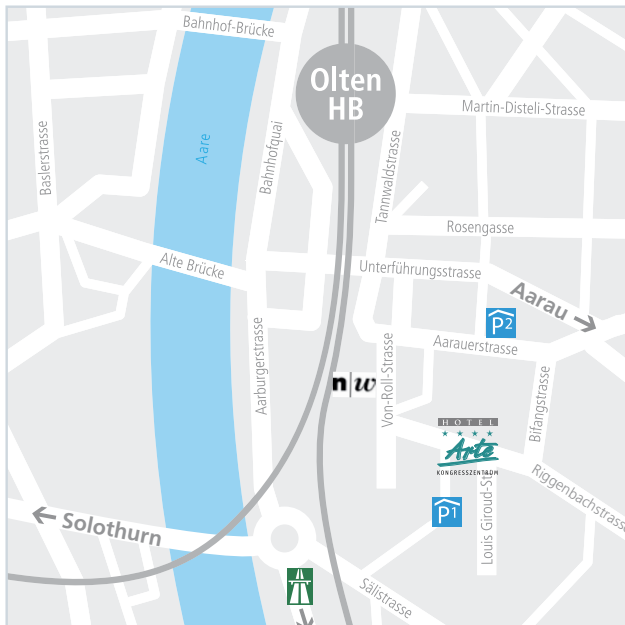 Bahnhof-Brücke
Olten
HB
Martin-Disteli-Strasse
Baslerstrasse
Aare
Bahnhofquai
Tannwaldstrasse
Rosengasse
Alte Brücke
Unterführungsstrasse
Aarau
P2
Aarburgerstrasse
Von-Roll-Strasse
Aarauerstrasse
n|w
Bifangstrasse
HOTEL
Arte
KONGRESSZENTRUM
Riggenbachstrasse
P1
Louis Giroud-St
Solothurn
Sälistrasse